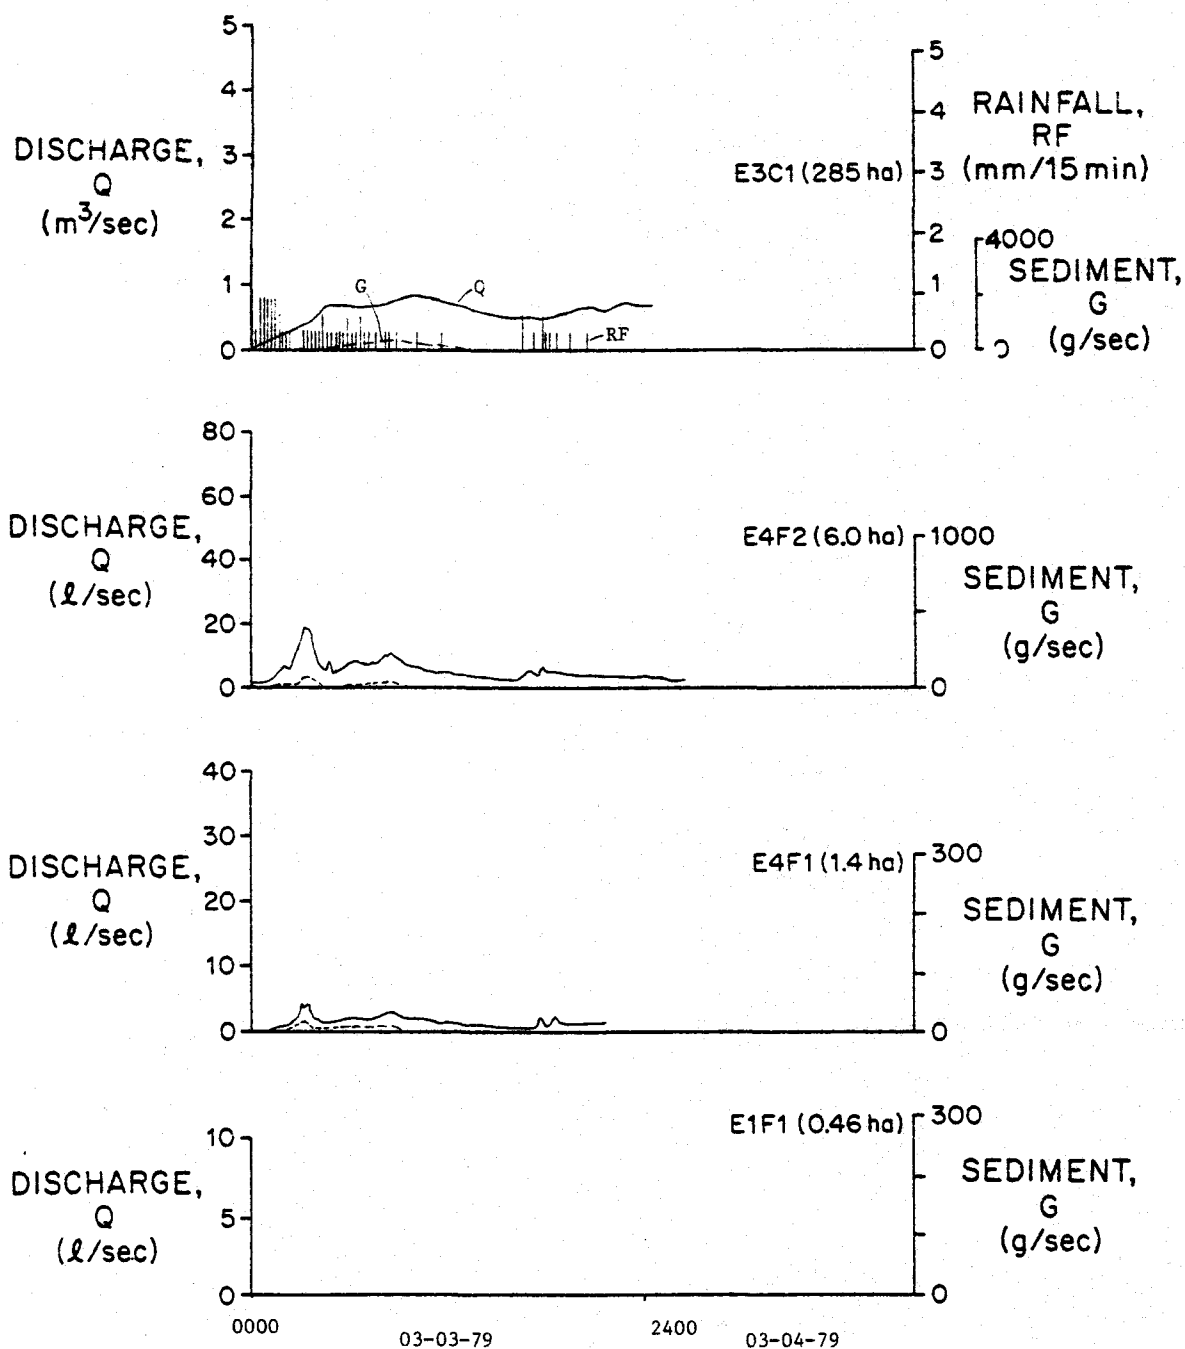 5
4
3
2
1
0
DISCHARGE,
Q
(m³/sec)
G
Q
RF
E3C1 (285 ha)
5
4
3
2
1
0
RAINFALL,
RF
(mm/15 min)
4000
0
SEDIMENT,
G
(g/sec)
80
60
40
20
0
DISCHARGE,
Q
(ℓ/sec)
E4F2 (6.0 ha)
1000
0
SEDIMENT,
G
(g/sec)
40
30
20
10
0
DISCHARGE,
Q
(ℓ/sec)
E4F1 (1.4 ha)
300
0
SEDIMENT,
G
(g/sec)
10
5
0
DISCHARGE,
Q
(ℓ/sec)
E1F1 (0.46 ha)
300
0
SEDIMENT,
G
(g/sec)
0000
03-03-79
2400
03-04-79